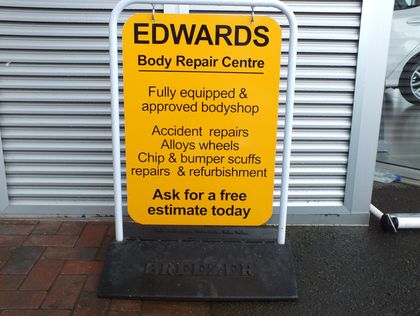 EDWARDS
Body Repair Centre
Fully equipped &
approved bodyshop
Accident repairs
Alloys wheels
Chip & bumper scuffs
repairs & refurbishment
Ask for a free
estimate today
BREEZER